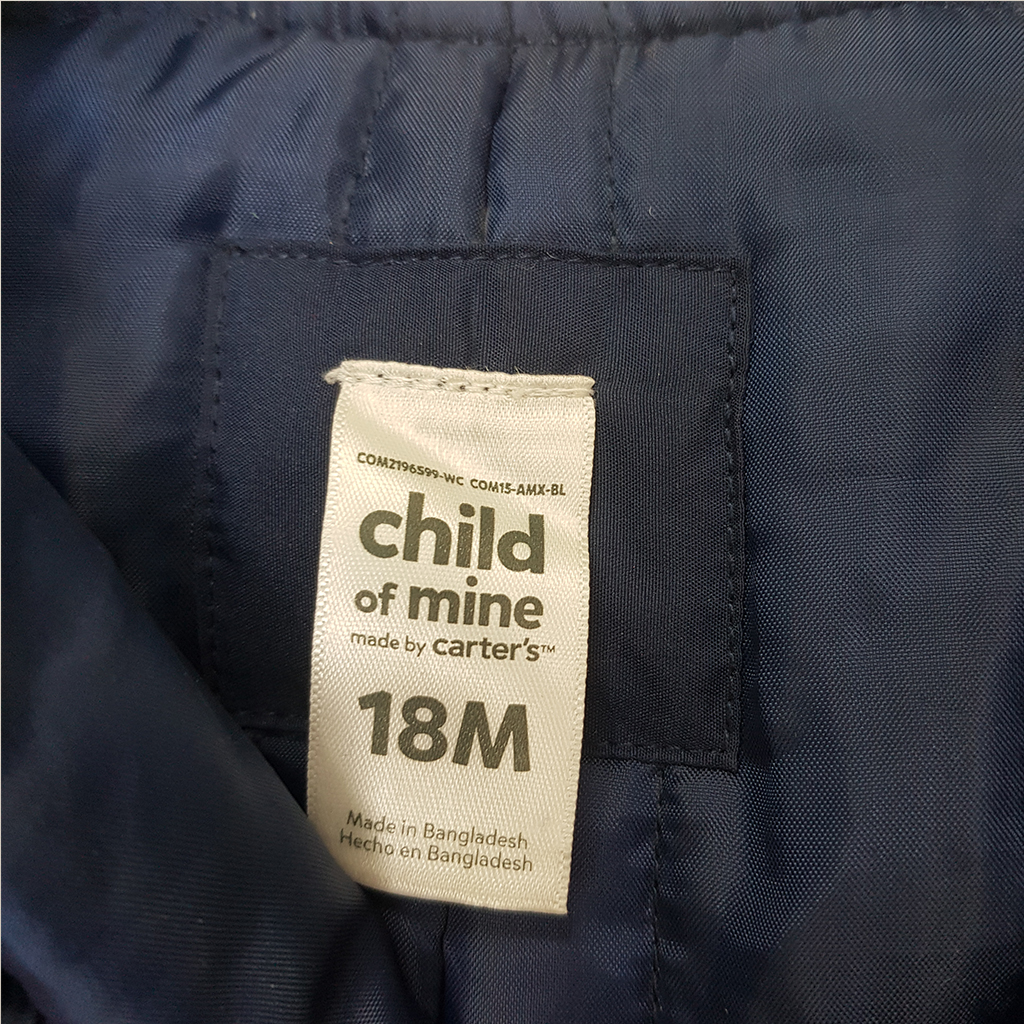 COM2196599-WC COM15-AMX-BL
child
of mine
made by carter's™
18M
Made in Bangladesh
Hecho en Bangladesh